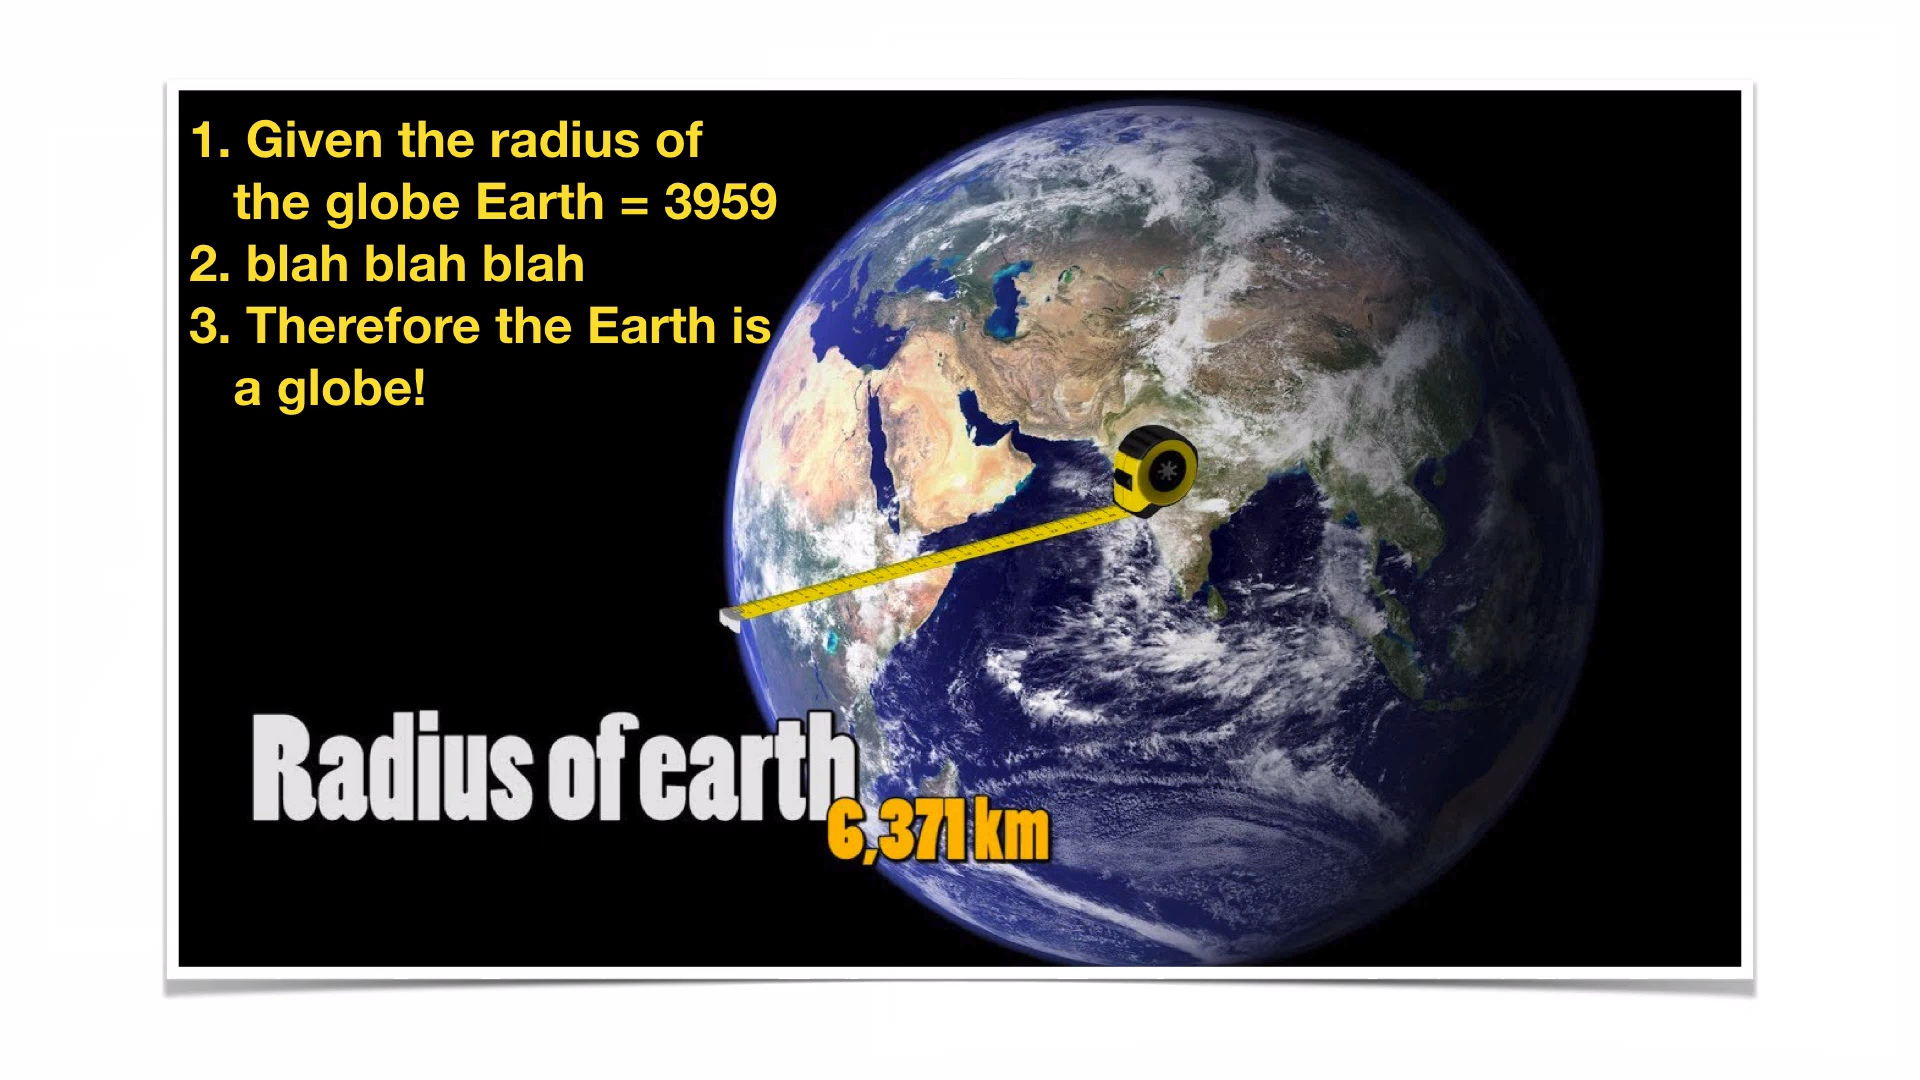 1. Given the radius of
the globe Earth = 3959
2. blah blah blah
3. Therefore the Earth is
a globe!
Radius of earth
6,371 km